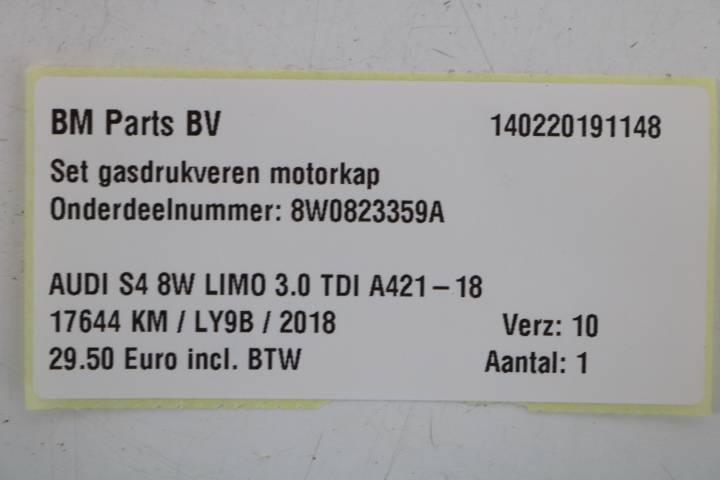 BM Parts BV 140220191148
Set gasdrukveren motorkap
Onderdeelnummer: 8W0823359A
AUDI S4 8W LIMO 3.0 TDI A421-18
17644 KM / LY9B / 2018 Verz: 10
29.50 Euro incl. BTW Aantal: 1